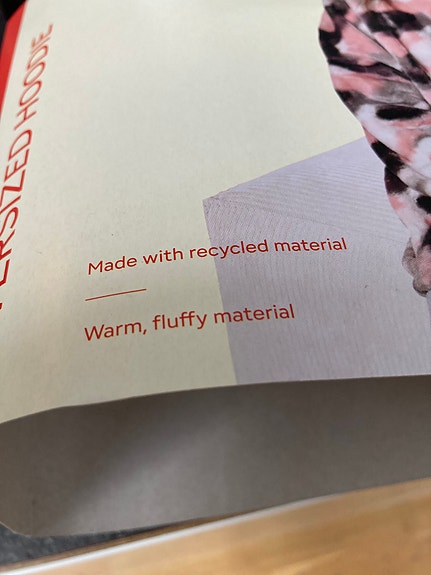 ERSIZED HOODIE
Made with recycled material
Warm, fluffy material